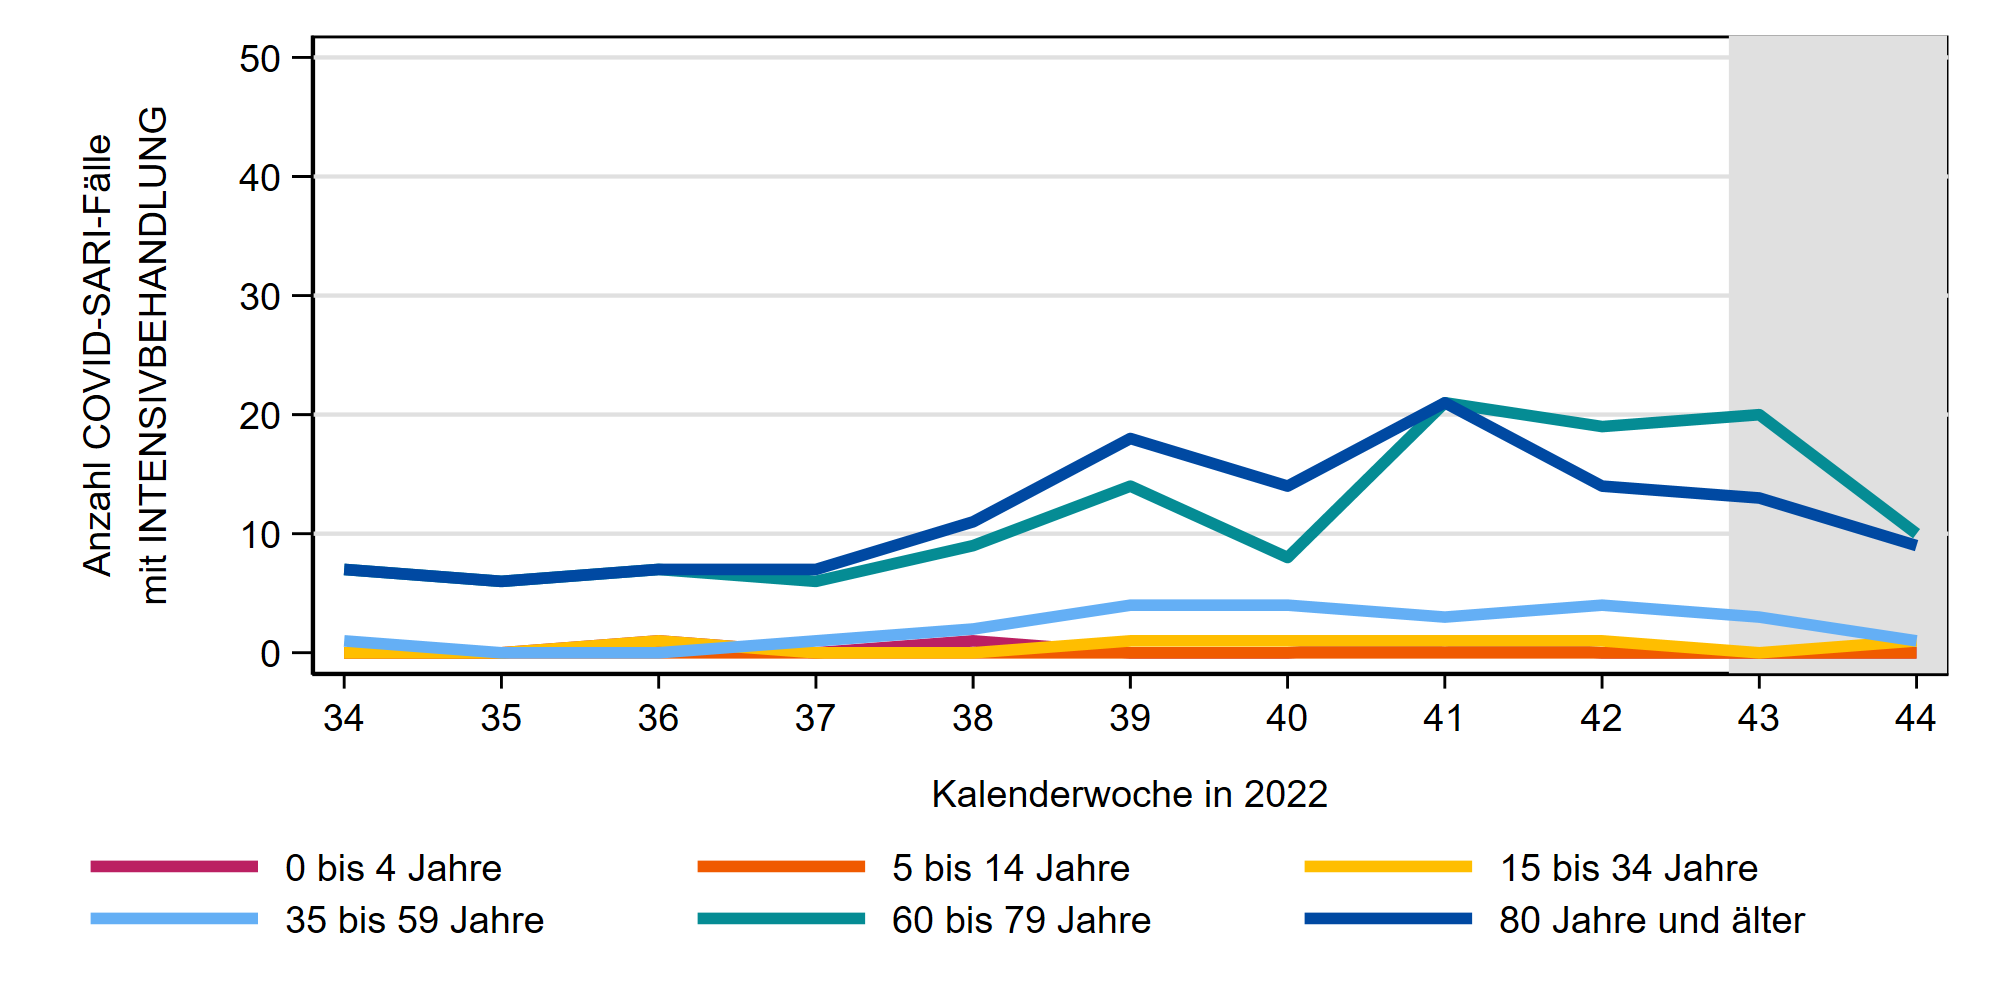 Anzahl COVID-SARI-Fälle
mit INTENSIVBEHANDLUNG
50
40
30
20
10
0
34 35 36 37 38 39 40 41 42 43 44
Kalenderwoche in 2022
0 bis 4 Jahre 5 bis 14 Jahre 15 bis 34 Jahre
35 bis 59 Jahre 60 bis 79 Jahre 80 Jahre und älter